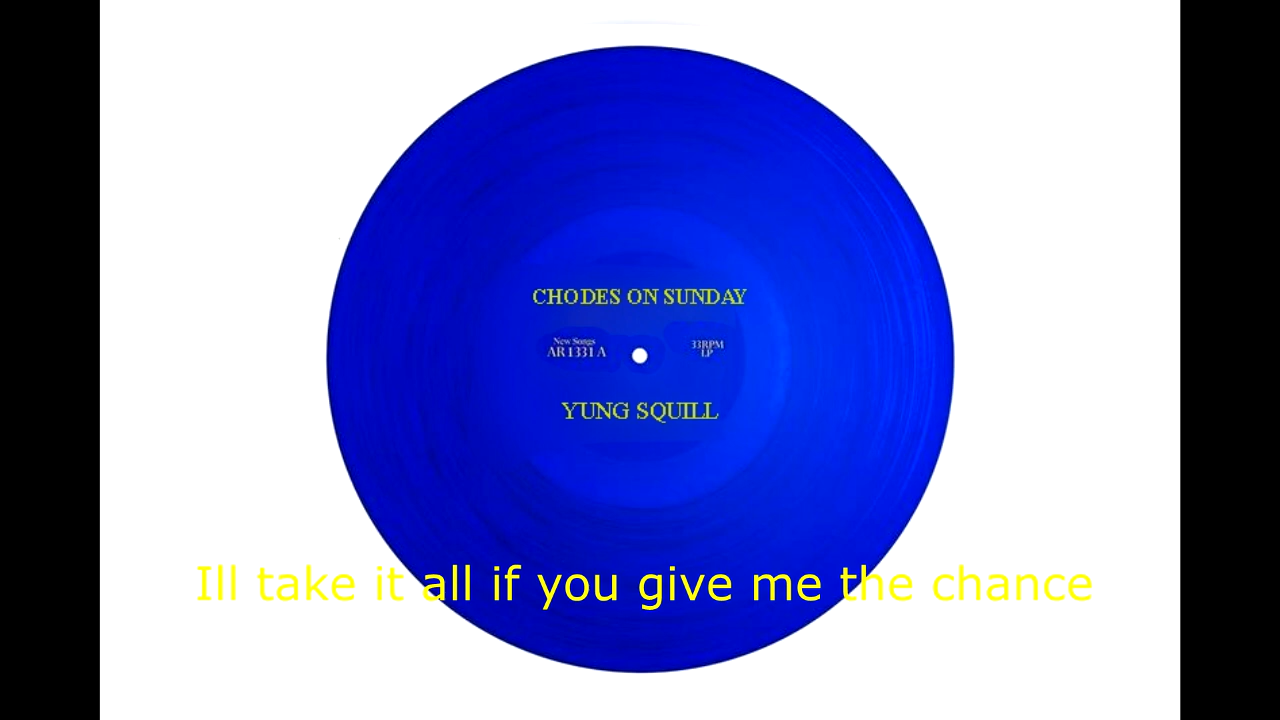 CHODES ON SUNDAY
New Songs
AR1331A
33RPM
LP
YUNG SQUILL
Ill take it all if you give me the chance